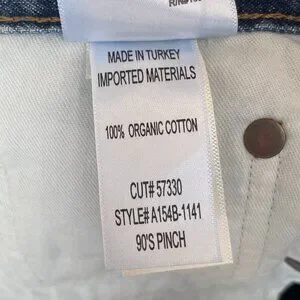 MADE IN TURKEY
IMPORTED MATERIALS
100% ORGANIC COTTON
CUT# 57330
STYLE# A154B-1141
90'S PINCH